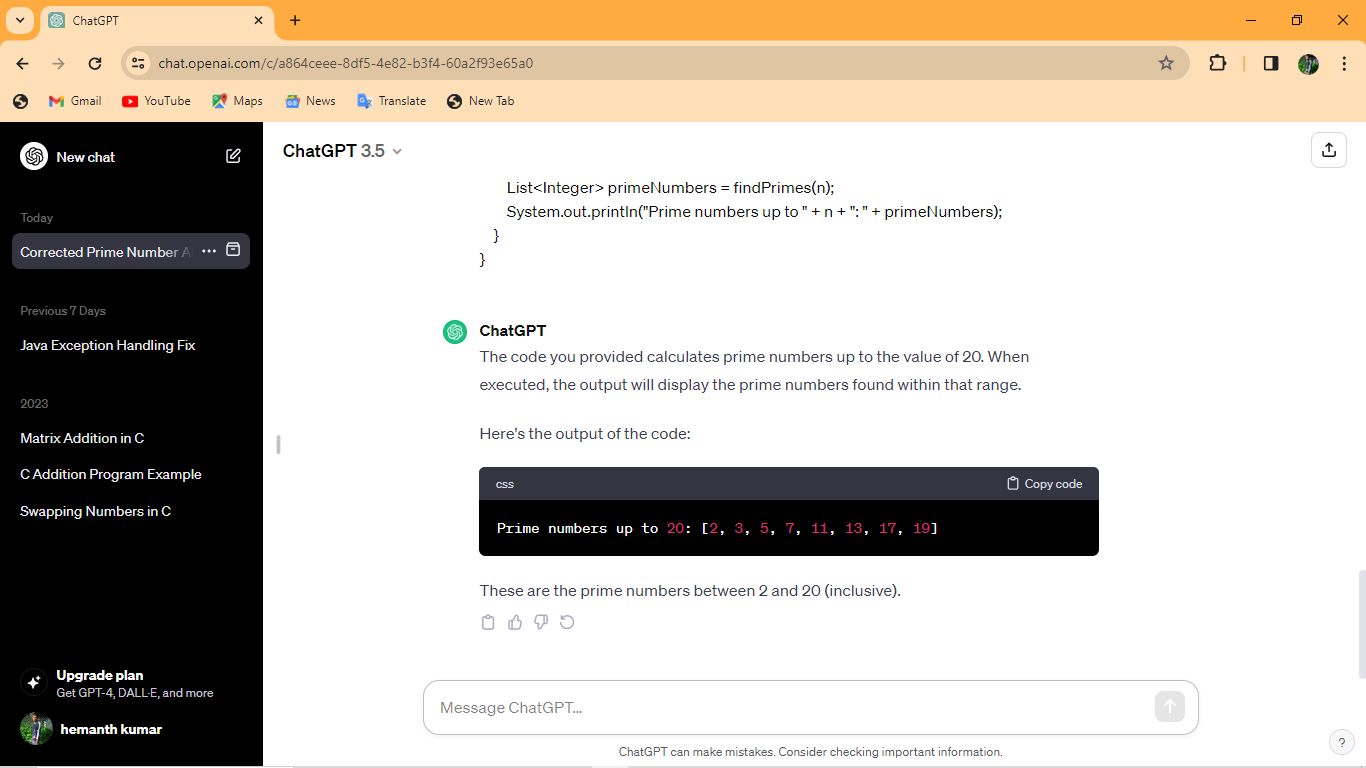 ChatGPT
chat.openai.com/c/a864ceee-8df5-4e82-b3f4-60a2f93e65a0
Gmail YouTube Maps News Translate New Tab
New chat
Today
Corrected Prime Number
Previous 7 Days
Java Exception Handling Fix
2023
Matrix Addition in C
C Addition Program Example
Swapping Numbers in C
Upgrade plan
Get GPT-4, DALL·E, and more
hemanth kumar
ChatGPT 3.5
List<Integer> primeNumbers = findPrimes(n);
System.out.println("Prime numbers up to " + n + ": " + primeNumbers);
}
}
ChatGPT
The code you provided calculates prime numbers up to the value of 20. When
executed, the output will display the prime numbers found within that range.
Here's the output of the code:
css Copy code
Prime numbers up to 20: [2, 3, 5, 7, 11, 13, 17, 19]
These are the prime numbers between 2 and 20 (inclusive).
Message ChatGPT...
ChatGPT can make mistakes. Consider checking important information.
?